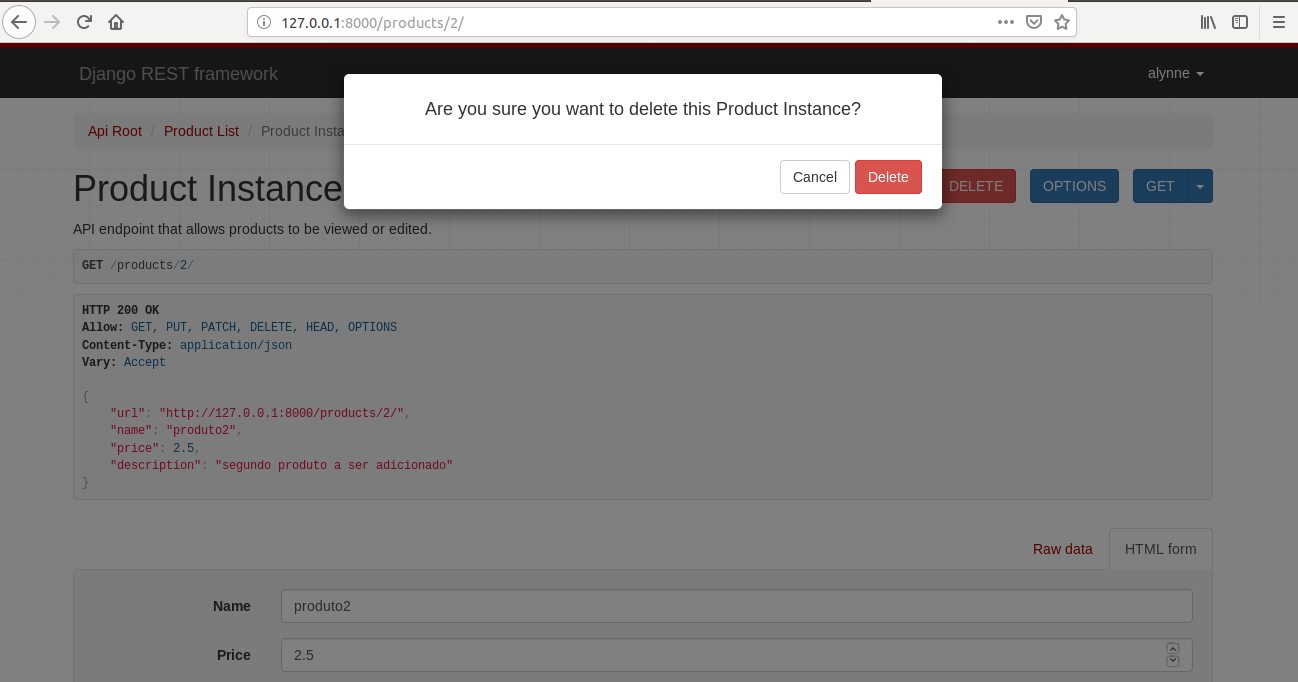 127.0.0.1:8000/products/2/
Django REST framework
alynne
Are you sure you want to delete this Product Instance?
Cancel Delete
Api Root / Product List / Product Insta
Product Instance
DELETE OPTIONS GET
API endpoint that allows products to be viewed or edited.
GET /products/2/
HTTP 200 OK
Allow: GET, PUT, PATCH, DELETE, HEAD, OPTIONS
Content-Type: application/json
Vary: Accept
{
"url": "http://127.0.0.1:8000/products/2/",
"name": "produto2",
"price": 2.5,
"description": "segundo produto a ser adicionado"
}
Raw data HTML form
Name produto2
Price 2.5